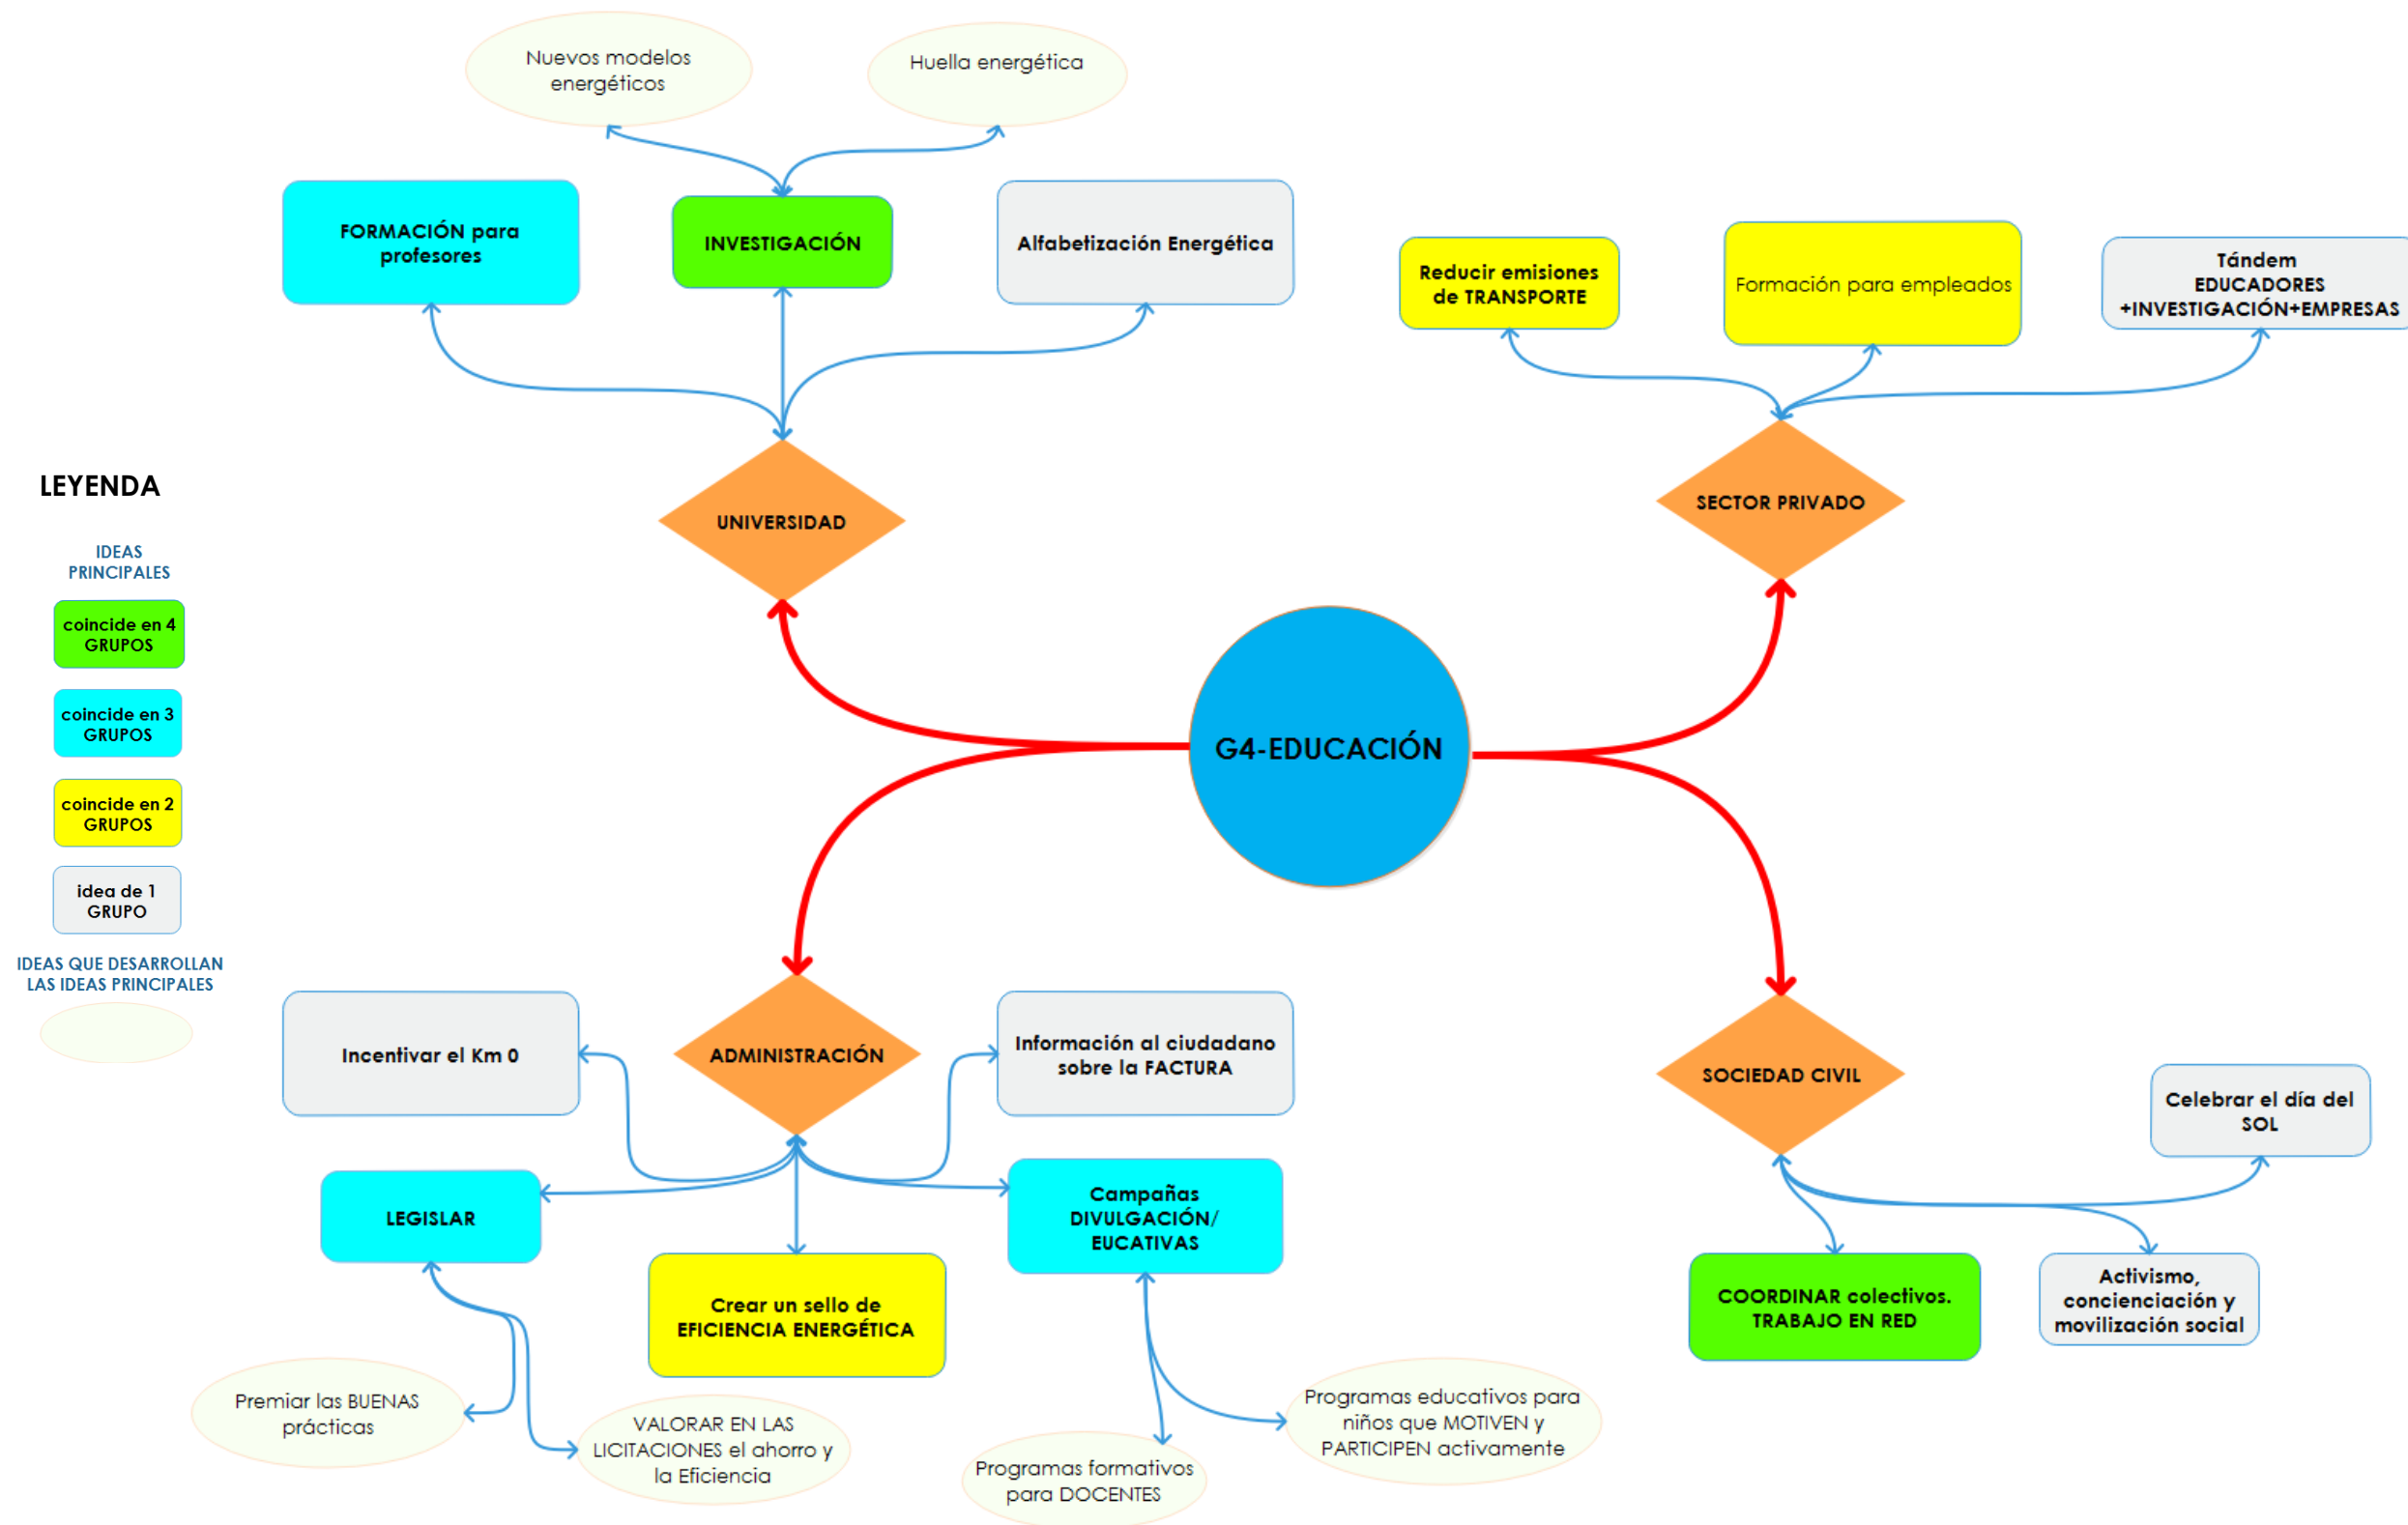 Nuevos modelos
energéticos
Huella energética
FORMACIÓN para
profesores
INVESTIGACIÓN
Alfabetización Energética
Reducir emisiones
de TRANSPORTE
Formación para empleados
Tándem
EDUCADORES
+INVESTIGACIÓN+EMPRESAS
UNIVERSIDAD
SECTOR PRIVADO
LEYENDA
IDEAS
PRINCIPALES
coincide en 4
GRUPOS
coincide en 3
GRUPOS
coincide en 2
GRUPOS
idea de 1
GRUPO
IDEAS QUE DESARROLLAN
LAS IDEAS PRINCIPALES
G4-EDUCACIÓN
Incentivar el Km 0
ADMINISTRACIÓN
Información al ciudadano
sobre la FACTURA
SOCIEDAD CIVIL
Celebrar el día del
SOL
LEGISLAR
Crear un sello de
EFICIENCIA ENERGÉTICA
Campañas
DIVULGACIÓN/
EUCATIVAS
COORDINAR colectivos.
TRABAJO EN RED
Activismo,
concienciación y
movilización social
Premiar las BUENAS
prácticas
VALORAR EN LAS
LICITACIONES el ahorro y
la Eficiencia
Programas formativos
para DOCENTES
Programas educativos para
niños que MOTIVEN y
PARTICIPEN activamente